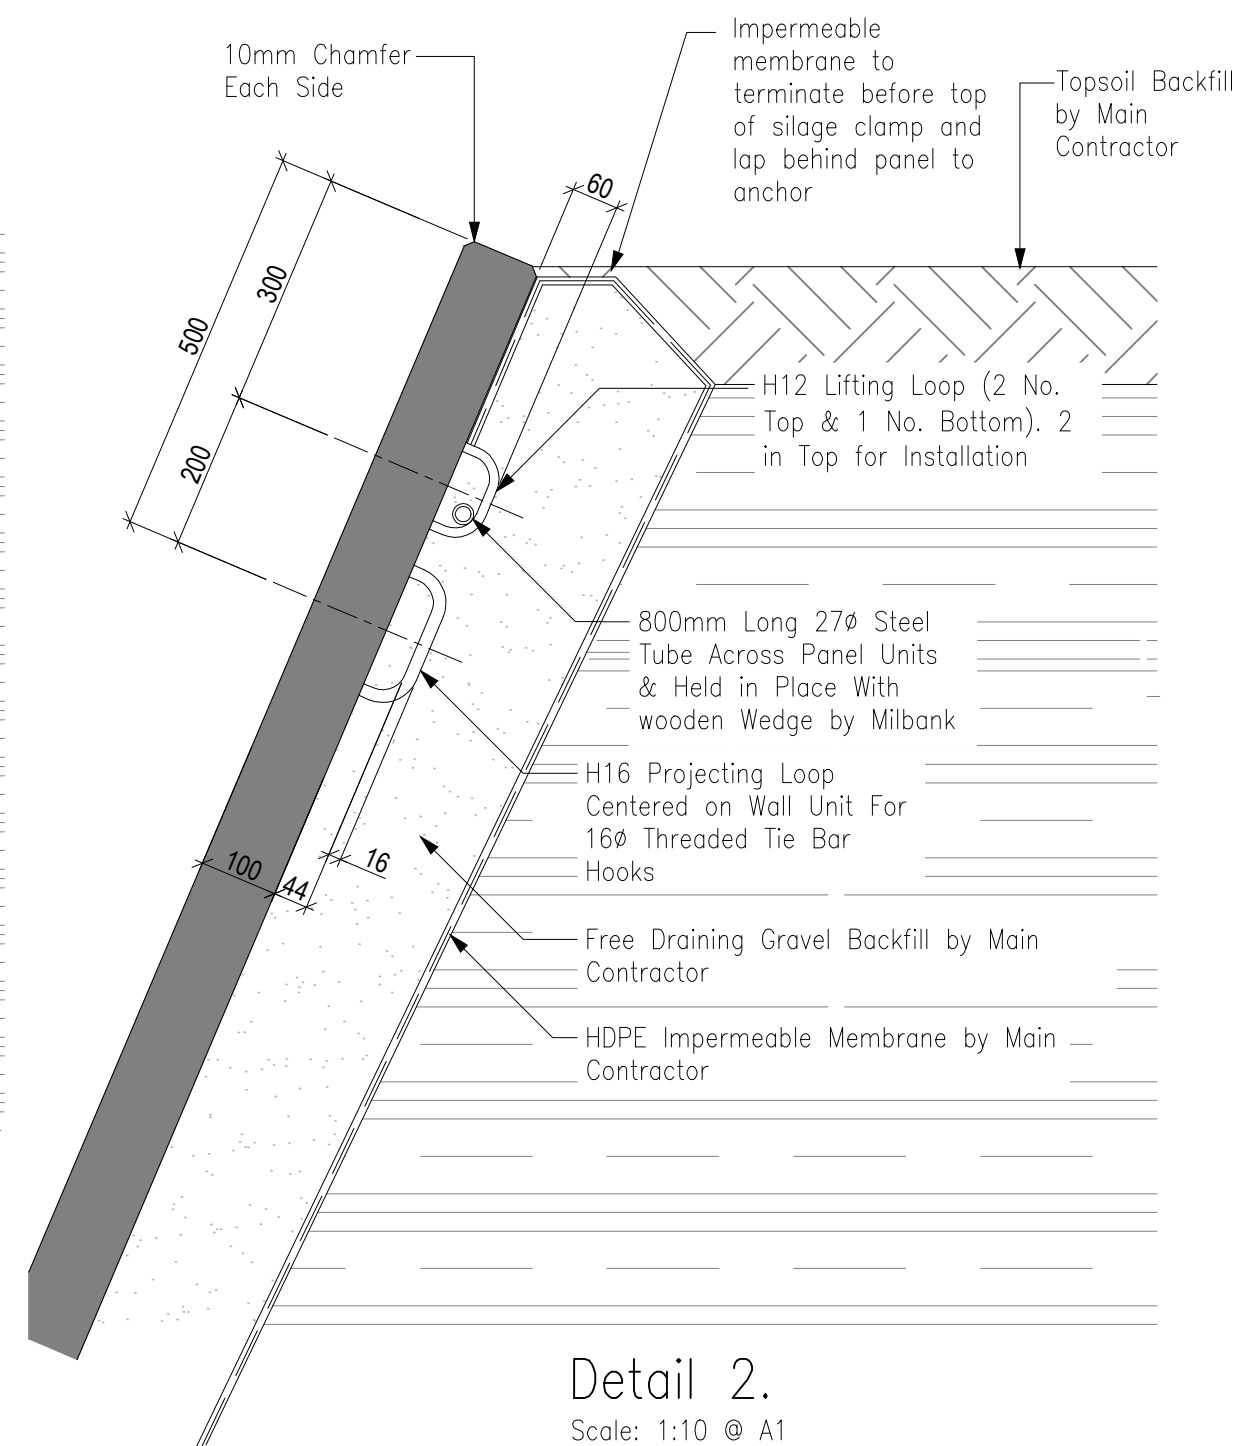 10mm Chamfer
Each Side
Impermeable
membrane to
terminate before top
of silage clamp and
lap behind panel to
anchor
Topsoil Backfill
by Main
Contractor
60
300
500
200
H12 Lifting Loop (2 No.
Top & 1 No. Bottom). 2
in Top for Installation
800mm Long 27ø Steel
Tube Across Panel Units
& Held in Place With
wooden Wedge by Milbank
H16 Projecting Loop
Centered on Wall Unit For
16ø Threaded Tie Bar
Hooks
100
44
16
Free Draining Gravel Backfill by Main
Contractor
HDPE Impermeable Membrane by Main
Contractor
Detail 2.
Scale: 1:10 @ A1